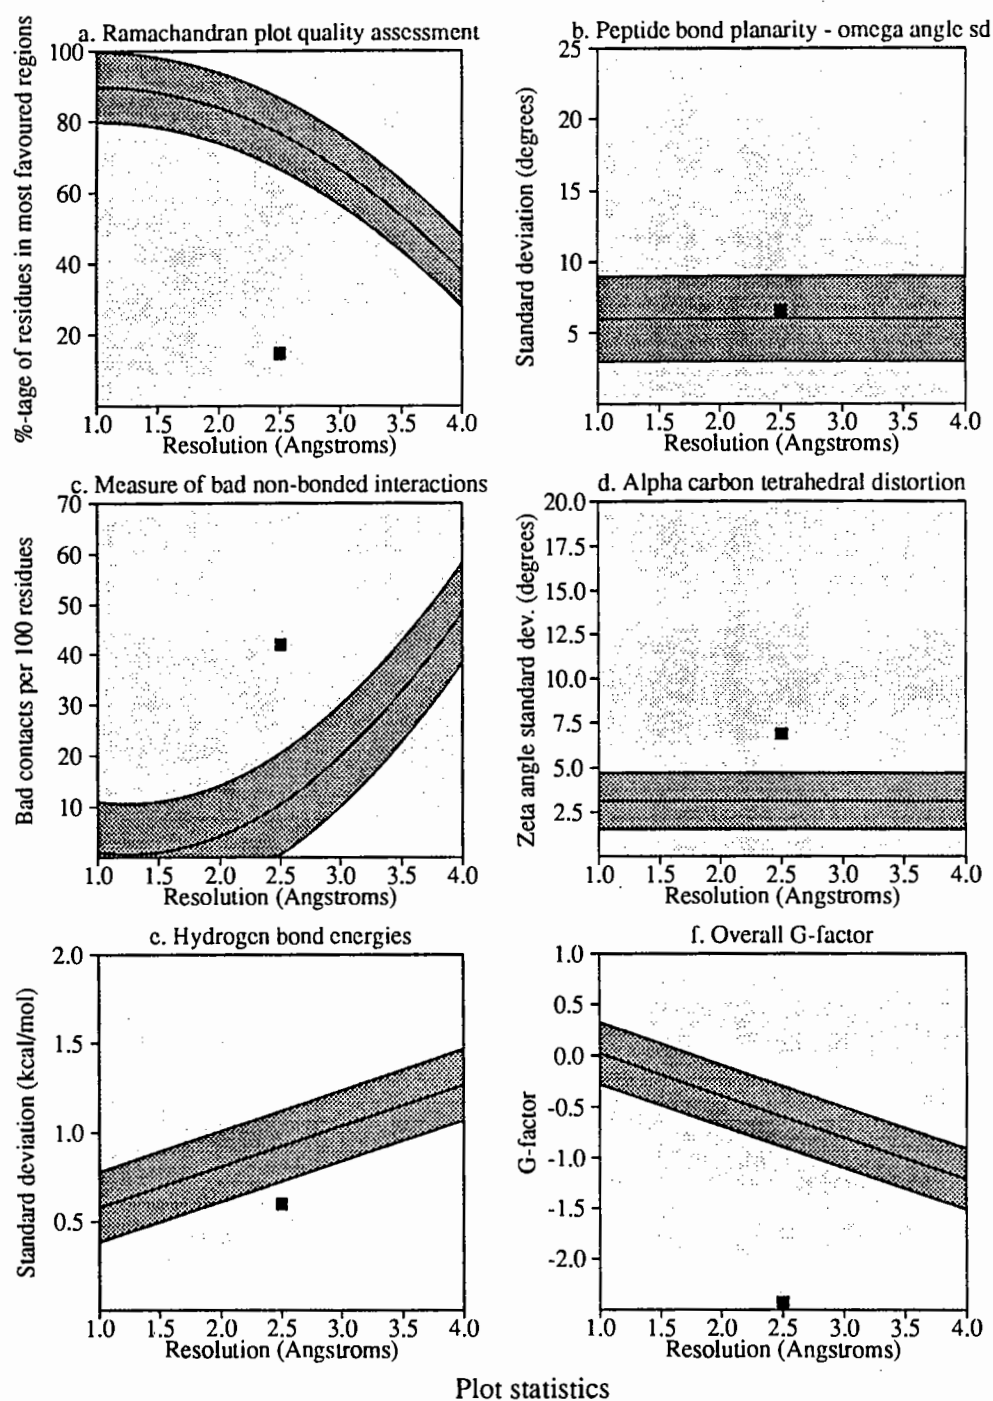 a. Ramachandran plot quality assessment
%-tage of residues in most favoured regions
100
80
60
40
20
1.0 1.5 2.0 2.5 3.0 3.5 4.0
Resolution (Angstroms)
b. Peptide bond planarity - omega angle sd
Standard deviation (degrees)
25
20
15
10
5
1.0 1.5 2.0 2.5 3.0 3.5 4.0
Resolution (Angstroms)
c. Measure of bad non-bonded interactions
Bad contacts per 100 residues
70
60
50
40
30
20
10
1.0 1.5 2.0 2.5 3.0 3.5 4.0
Resolution (Angstroms)
d. Alpha carbon tetrahedral distortion
Zeta angle standard dev. (degrees)
20.0
17.5
15.0
12.5
10.0
7.5
5.0
2.5
1.0 1.5 2.0 2.5 3.0 3.5 4.0
Resolution (Angstroms)
e. Hydrogen bond energies
Standard deviation (kcal/mol)
2.0
1.5
1.0
0.5
1.0 1.5 2.0 2.5 3.0 3.5 4.0
Resolution (Angstroms)
f. Overall G-factor
G-factor
1.0
0.5
0.0
-0.5
-1.0
-1.5
-2.0
1.0 1.5 2.0 2.5 3.0 3.5 4.0
Resolution (Angstroms)
Plot statistics